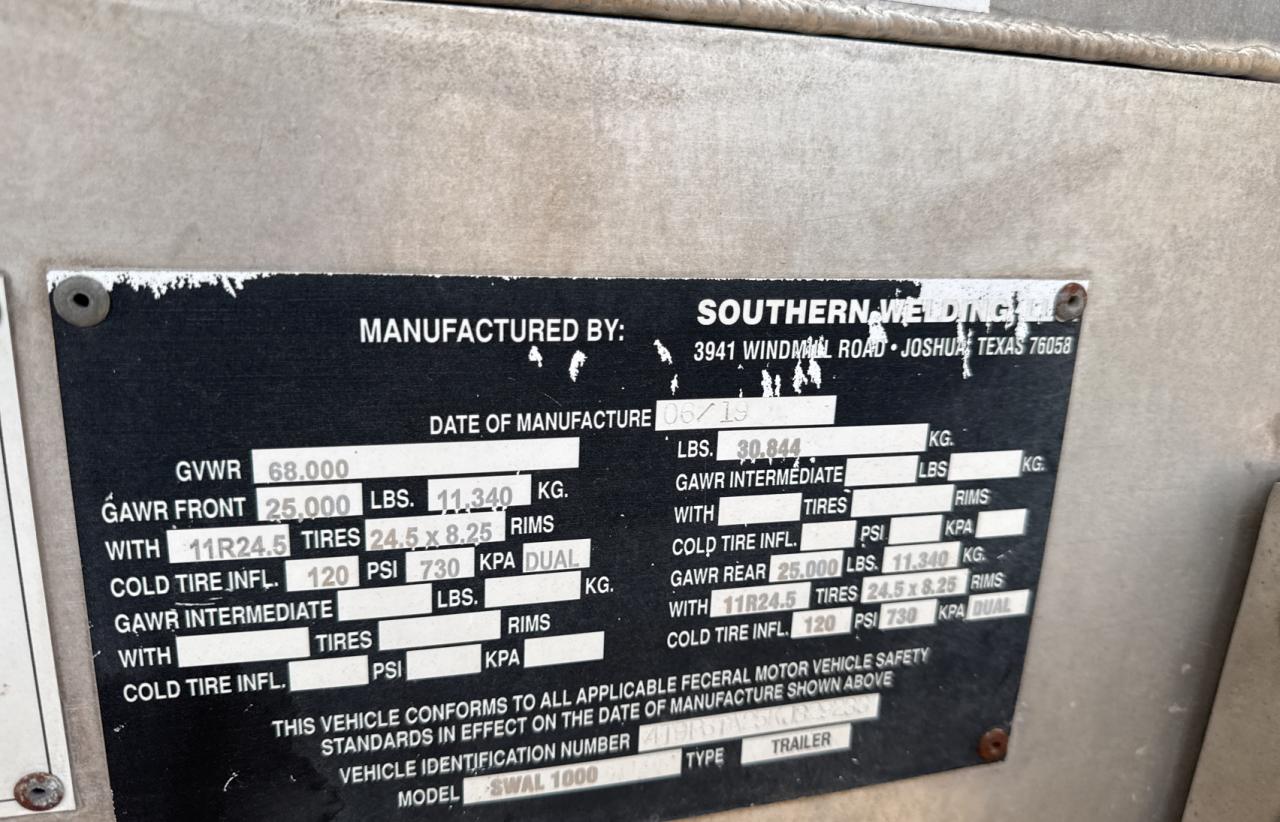 MANUFACTURED BY: SOUTHERN WELDING
3941 WINDMILL ROAD • JOSHUA, TEXAS 76058
DATE OF MANUFACTURE 06/19
GVWR 68.000 LBS. 30.844 KG.
GAWR FRONT 25,000 LBS. 11,340 KG.
WITH 11R24.5 TIRES 24.5 x 8.25 RIMS
COLD TIRE INFL. 120 PSI 730 KPA DUAL
GAWR INTERMEDIATE LBS. KG.
WITH TIRES RIMS
COLD TIRE INFL. PSI KPA
GAWR INTERMEDIATE LBS KG.
WITH TIRES RIMS
COLD TIRE INFL. PSI. KPA
GAWR REAR 25.000 LBS. 11.340 KG.
WITH 11R24.5 TIRES 24.5 x 8.25 RIMS
COLD TIRE INFL. 120 PSI 730 KPA DUAL
THIS VEHICLE CONFORMS TO ALL APPLICABLE FECERAL MOTOR VEHICLE SAFETY
STANDARDS IN EFFECT ON THE DATE OF MANUFACTURE SHOWN ABOVE
VEHICLE IDENTIFICATION NUMBER
MODEL SWAL 1000 TYPE TRAILER